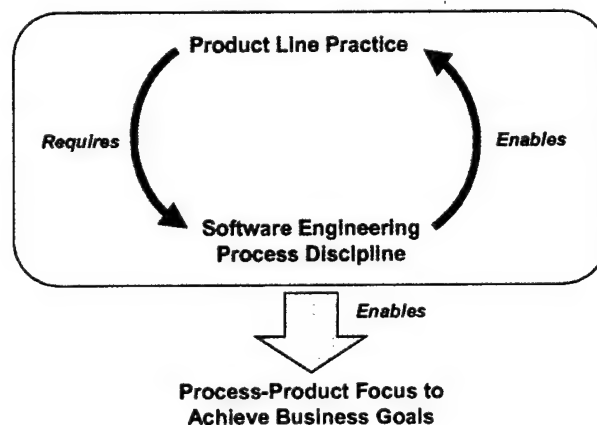 Product Line Practice
Requires
Enables
Software Engineering
Process Discipline
Enables
Process-Product Focus to
Achieve Business Goals